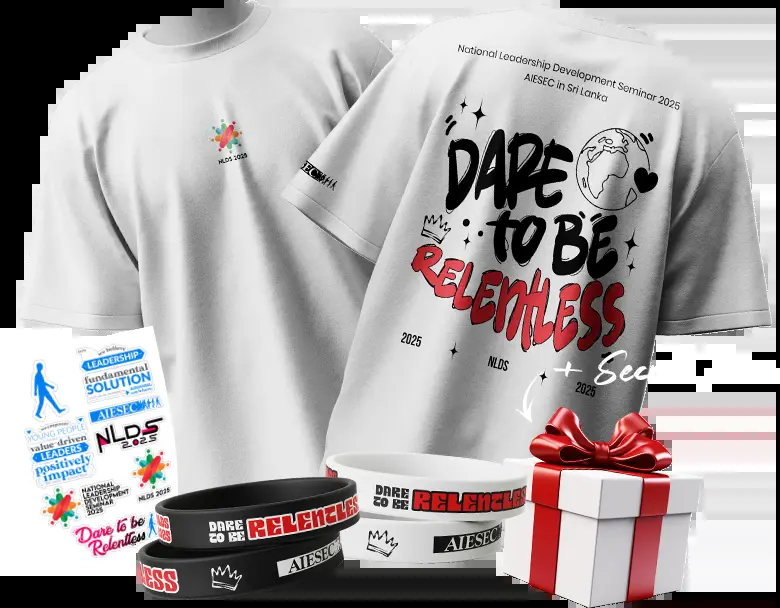 National Leadership Development Seminar 2025
AIESEC in Sri Lanka
NLDS 2025
DARE
to BE
RELENTLESS
2025
NLDS
2025
+
LEADERSHIP
fundamental
SOLUTION
AIESEC
YOUNG PEOPLE
value-driven
LEADERS
positively
impact
NLDS
2025
NATIONAL
LEADERSHIP
DEVELOPMENT
SEMINAR
2025
NLDS 2025
Dare to be
Relentless
DARE
TO BE
RELENTLESS
AIESEC
DARE
TO BE
RELENTLESS
AIESEC